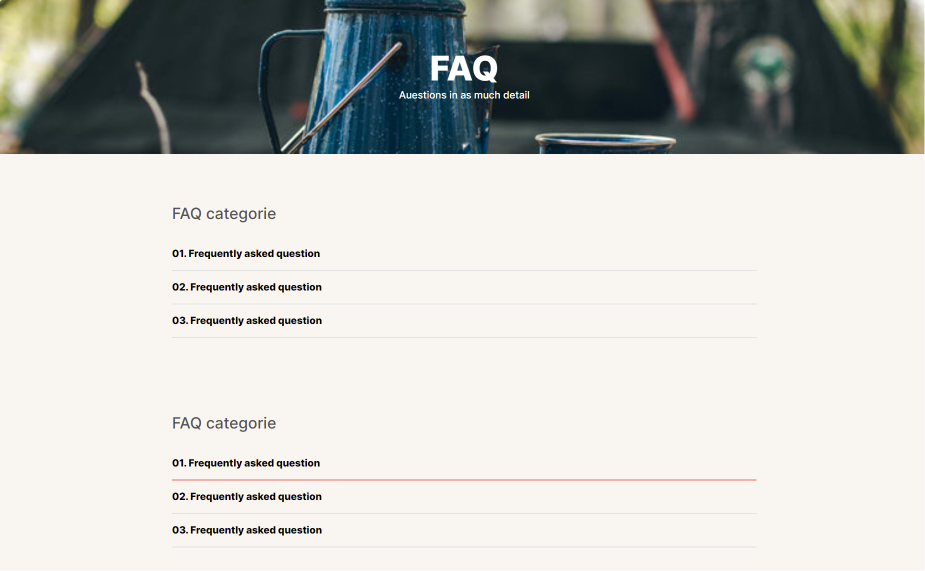 FAQ
Auestions in as much detail
FAQ categorie
01. Frequently asked question
02. Frequently asked question
03. Frequently asked question
FAQ categorie
01. Frequently asked question
02. Frequently asked question
03. Frequently asked question